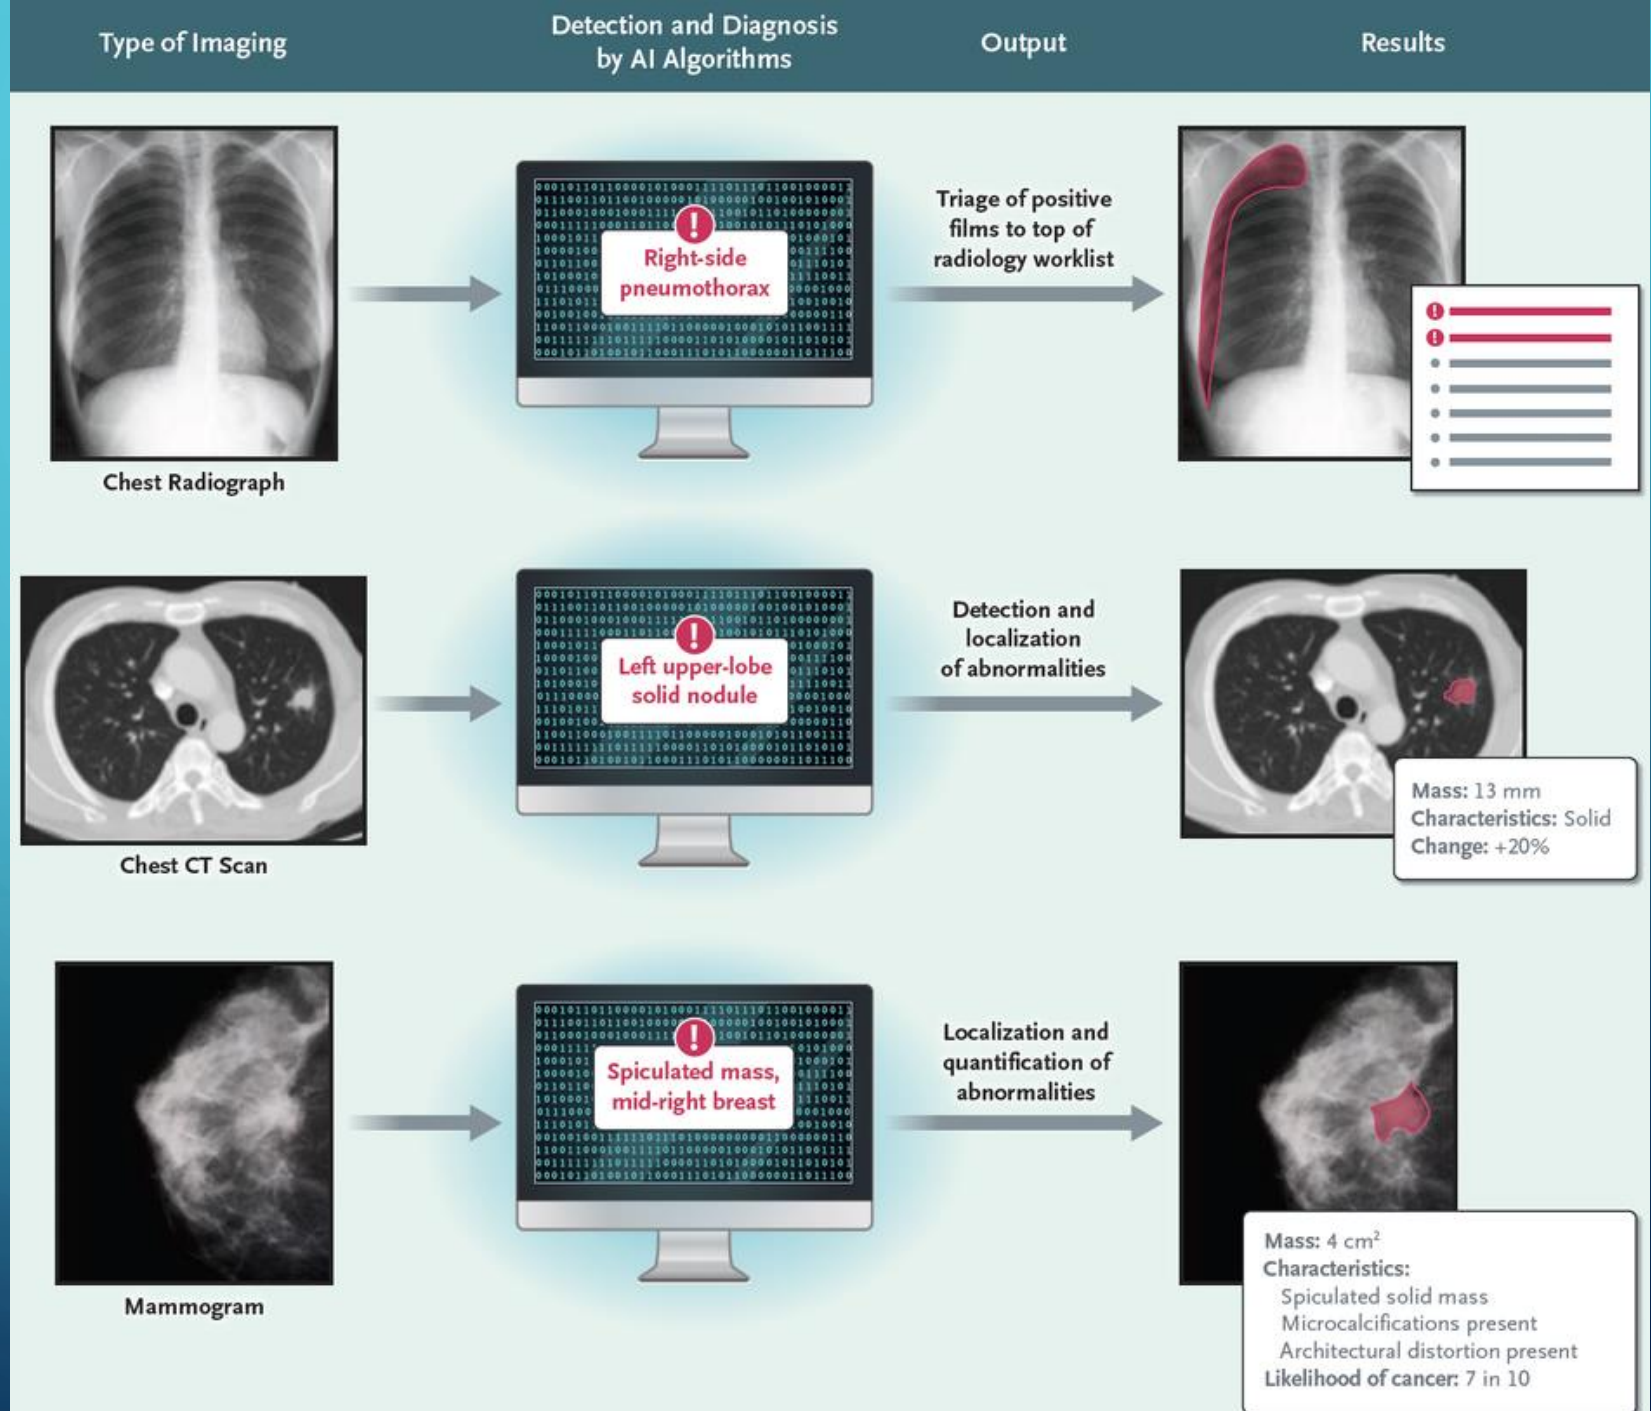 Type of Imaging
Detection and Diagnosis
by AI Algorithms
Output
Results
Right-side
pneumothorax
Triage of positive
films to top of
radiology worklist
Chest Radiograph
Left upper-lobe
solid nodule
Detection and
localization
of abnormalities
Mass: 13 mm
Characteristics: Solid
Change: +20%
Chest CT Scan
Spiculated mass,
mid-right breast
Localization and
quantification of
abnormalities
Mass: 4 cm²
Characteristics:
Spiculated solid mass
Microcalcifications present
Architectural distortion present
Likelihood of cancer: 7 in 10
Mammogram